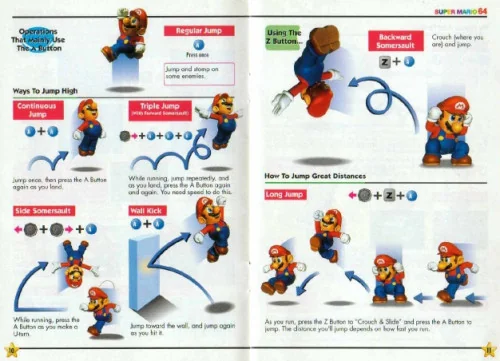 Operations
That Mainly Use
The A Button
Regular Jump
A
Press once
Jump and stomp on
some enemies.
Ways To Jump High
Continuous
Jump
A + A
Jump once, then press the A Button
again as you land.
Triple Jump
(With Forward Somersault)
+ A + A + A
While running, jump repeatedly, and
as you land, press the A Button again
and again. You need speed to do this.
Side Somersault
+ A
While running, press the
A Button as you make a
U-turn.
Wall Kick
A + A
Jump toward the wall, and jump again
as you hit it.
10
SUPER MARIO 64
Using The
Z Button...
Backward
Somersault
Z + A
Crouch (where you
are) and jump.
How To Jump Great Distances
Long Jump
+ Z + A
As you run, press the Z Button to "Crouch & Slide" and press the A Button to
jump. The distance you'll jump depends on how fast you run.
11